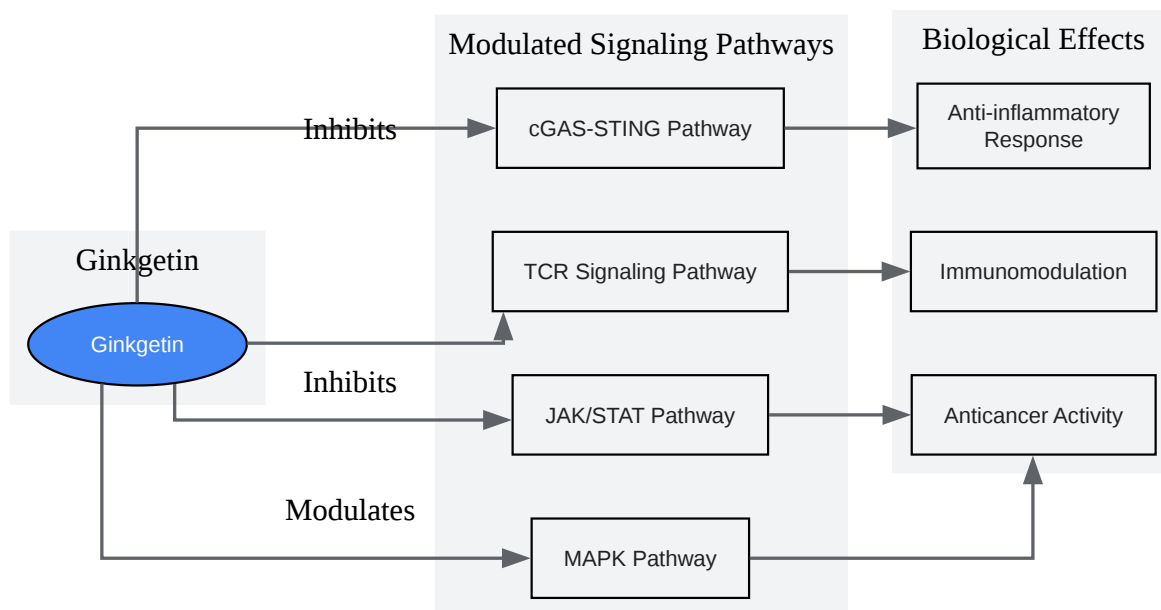 Modulated Signaling Pathways
Biological Effects
Inhibits
cGAS-STING Pathway
Anti-inflammatory
Response
Ginkgetin
TCR Signaling Pathway
Immunomodulation
Ginkgetin
Inhibits
JAK/STAT Pathway
Anticancer Activity
Modulates
MAPK Pathway